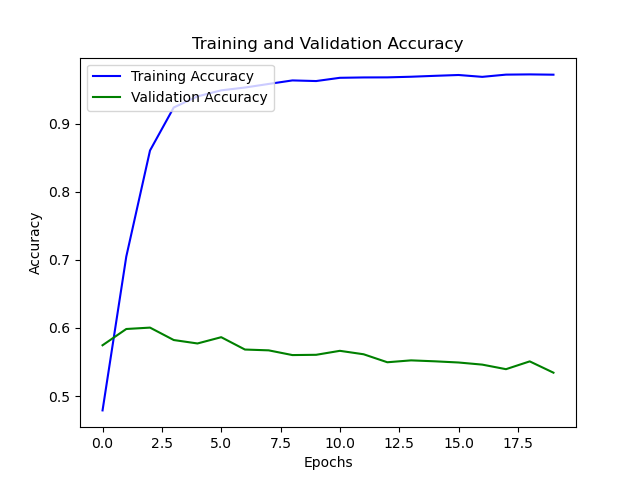 Training and Validation Accuracy
Training Accuracy
Validation Accuracy
Accuracy
0.9
0.8
0.7
0.6
0.5
0.0 2.5 5.0 7.5 10.0 12.5 15.0 17.5
Epochs